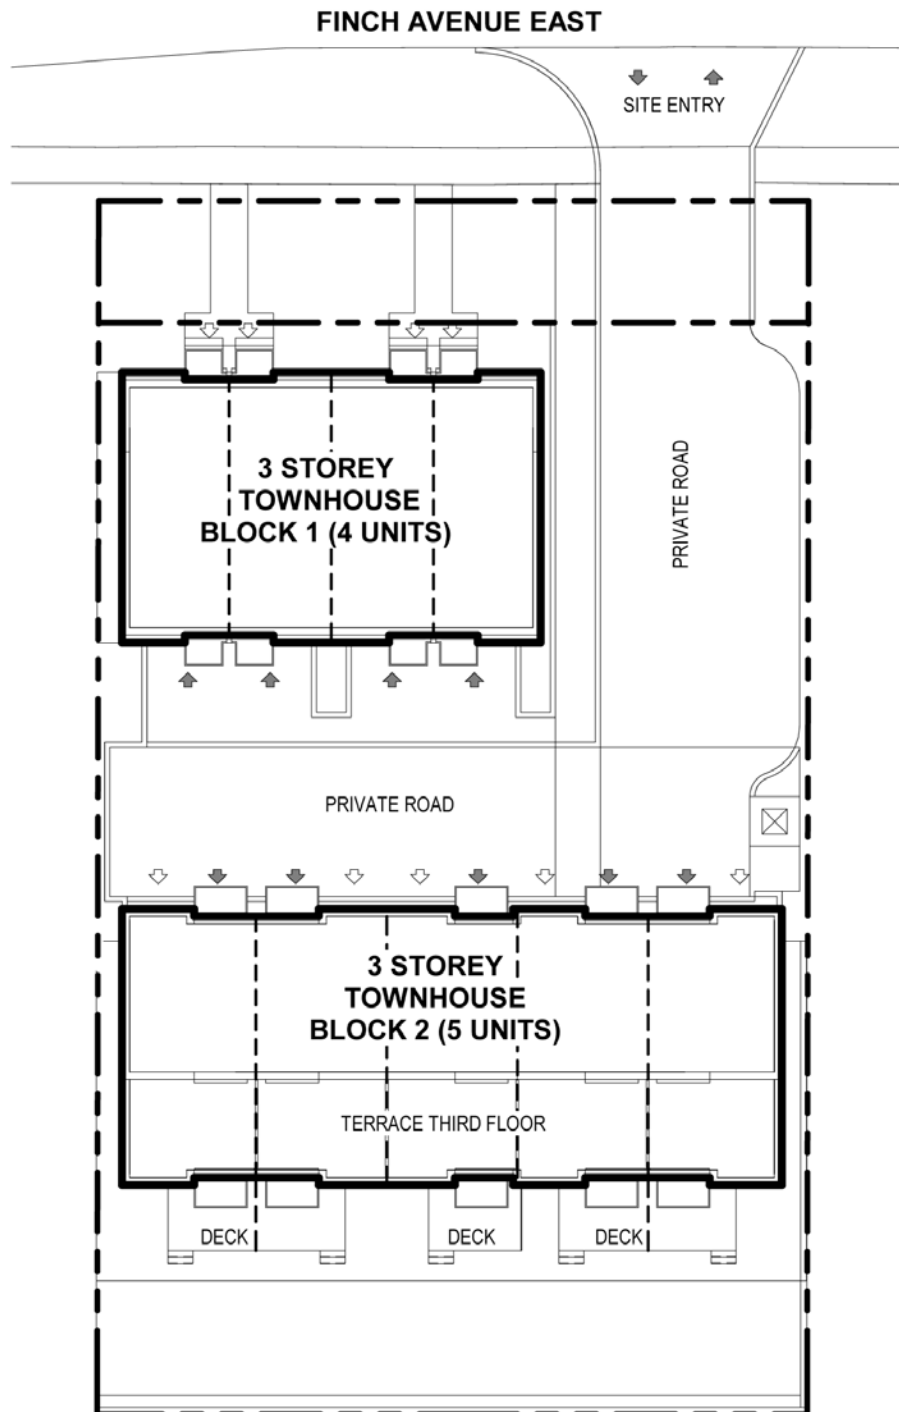 FINCH AVENUE EAST
SITE ENTRY
3 STOREY
TOWNHOUSE
BLOCK 1 (4 UNITS)
PRIVATE ROAD
PRIVATE ROAD
3 STOREY
TOWNHOUSE
BLOCK 2 (5 UNITS)
TERRACE THIRD FLOOR
DECK
DECK
DECK